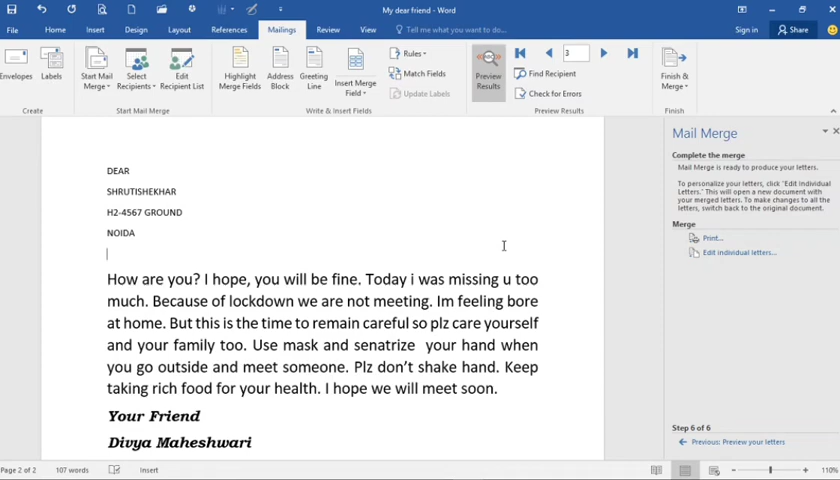 My dear friend - Word
Sign in
Share
File
Home
Insert
Design
Layout
References
Mailings
Review
View
Tell me what you want to do...
Envelopes
Labels
Start Mail Merge
Select Recipients
Edit Recipient List
Highlight Merge Fields
Address Block
Greeting Line
Insert Merge Field
Rules
Match Fields
Update Labels
Preview Results
3
Find Recipient
Check for Errors
Finish & Merge
Create
Start Mail Merge
Write & Insert Fields
Preview Results
Finish
DEAR
SHRUTISHEKHAR
H2-4567 GROUND
NOIDA
How are you? I hope, you will be fine. Today i was missing u too
much. Because of lockdown we are not meeting. Im feeling bore
at home. But this is the time to remain careful so plz care yourself
and your family too. Use mask and senatrize your hand when
you go outside and meet someone. Plz don't shake hand. Keep
taking rich food for your health. I hope we will meet soon.
Your Friend
Divya Maheshwari
Mail Merge
Complete the merge
Mail Merge is ready to produce your letters.
To personalize your letters, click "Edit Individual
Letters." This will open a new document with
your merged letters. To make changes to all the
letters, switch back to the original document.
Merge
Print...
Edit individual letters...
Step 6 of 6
Previous: Preview your letters
Page 2 of 2
107 words
Insert
110%